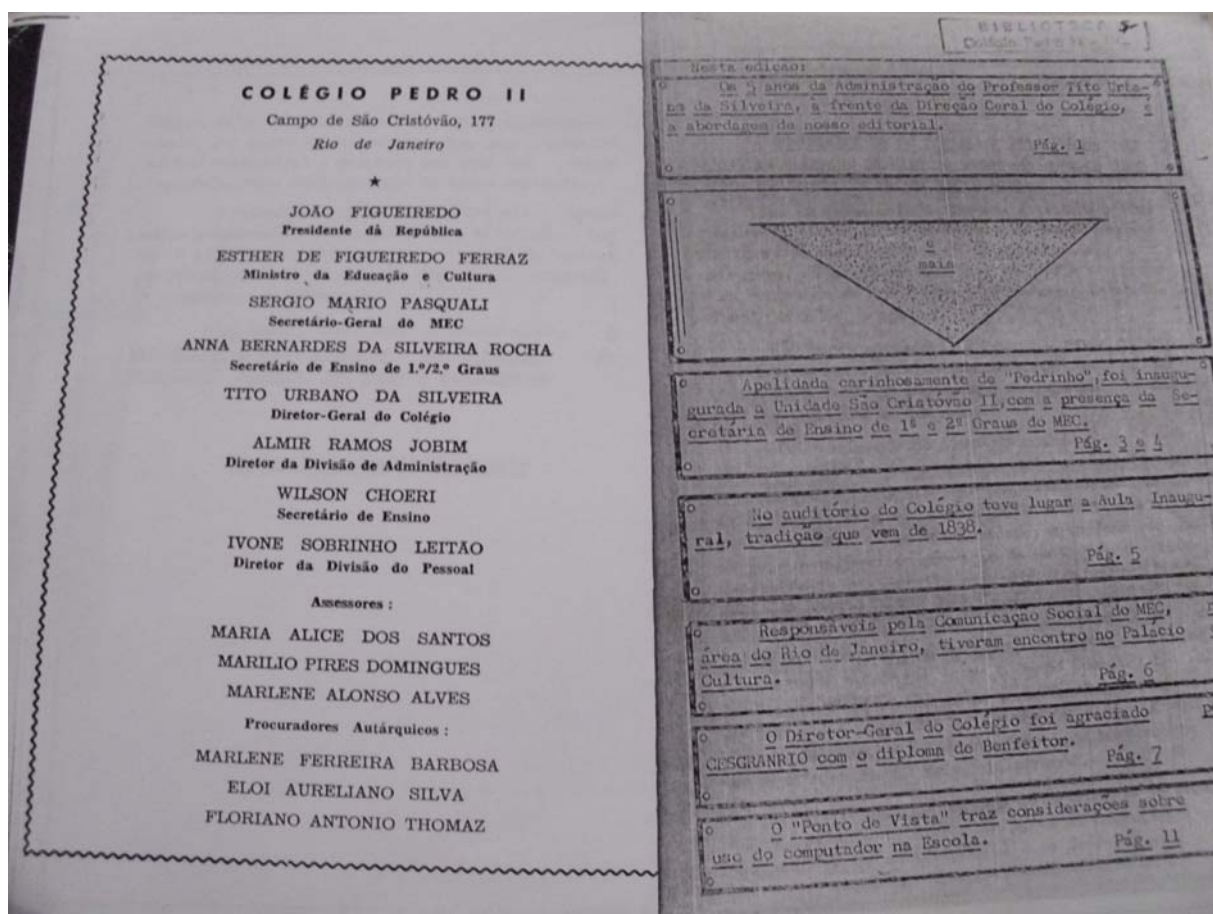 COLÉGIO PEDRO II
Campo de São Cristóvão, 177
Rio de Janeiro
★
JOÃO FIGUEIREDO
Presidente da República
ESTHER DE FIGUEIREDO FERRAZ
Ministro da Educação e Cultura
SERGIO MARIO PASQUALI
Secretário-Geral do MEC
ANNA BERNARDES DA SILVEIRA ROCHA
Secretário de Ensino de 1.º/2.º Graus
TITO URBANO DA SILVEIRA
Diretor-Geral do Colégio
ALMIR RAMOS JOBIM
Diretor da Divisão de Administração
WILSON CHOERI
Secretário de Ensino
IVONE SOBRINHO LEITÃO
Diretor da Divisão do Pessoal
Assessores :
MARIA ALICE DOS SANTOS
MARILIO PIRES DOMINGUES
MARLENE ALONSO ALVES
Procuradores Autárquicos :
MARLENE FERREIRA BARBOSA
ELOI AURELIANO SILVA
FLORIANO ANTONIO THOMAZ
BIBLIOTECA
Colégio Pedro II
Nesta edição:
Os 5 anos da Administração do Professor Tito Urba-
no da Silveira, à frente da Direção Geral do Colégio, é
a abordagem de nosso editorial.
Pág. 1
e
mais
Apelidada carinhosamente de "Pedrinho", foi inaugu-
gurada a Unidade São Cristóvão II, com a presença da Se-
cretária de Ensino de 1º e 2º Graus do MEC.
Pág. 3 e 4
No auditório do Colégio teve lugar a Aula Inaugu-
ral, tradição que vem de 1838.
Pág. 5
Responsáveis pela Comunicação Social do MEC,
área do Rio de Janeiro, tiveram encontro no Palácio
Cultura.
Pág. 6
O Diretor-Geral do Colégio foi agraciado
CESGRANRIO com o diploma de Benfeitor.
Pág. 7
O "Ponto de Vista" traz considerações sobre
uso do computador na Escola.
Pág. 11